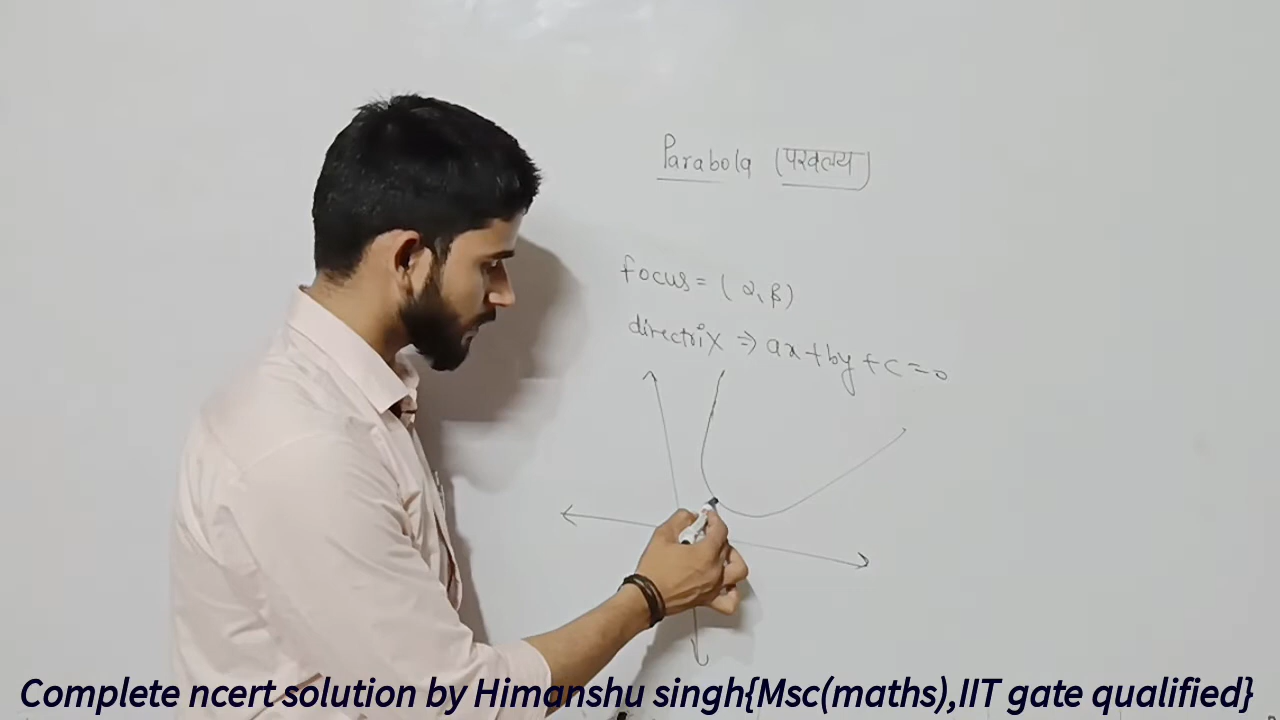 Parabola (परवलय)
focus = (α, β)
directrix ⇒ ax+by+c=0
Complete ncert solution by Himanshu singh{Msc(maths),IIT gate qualified}